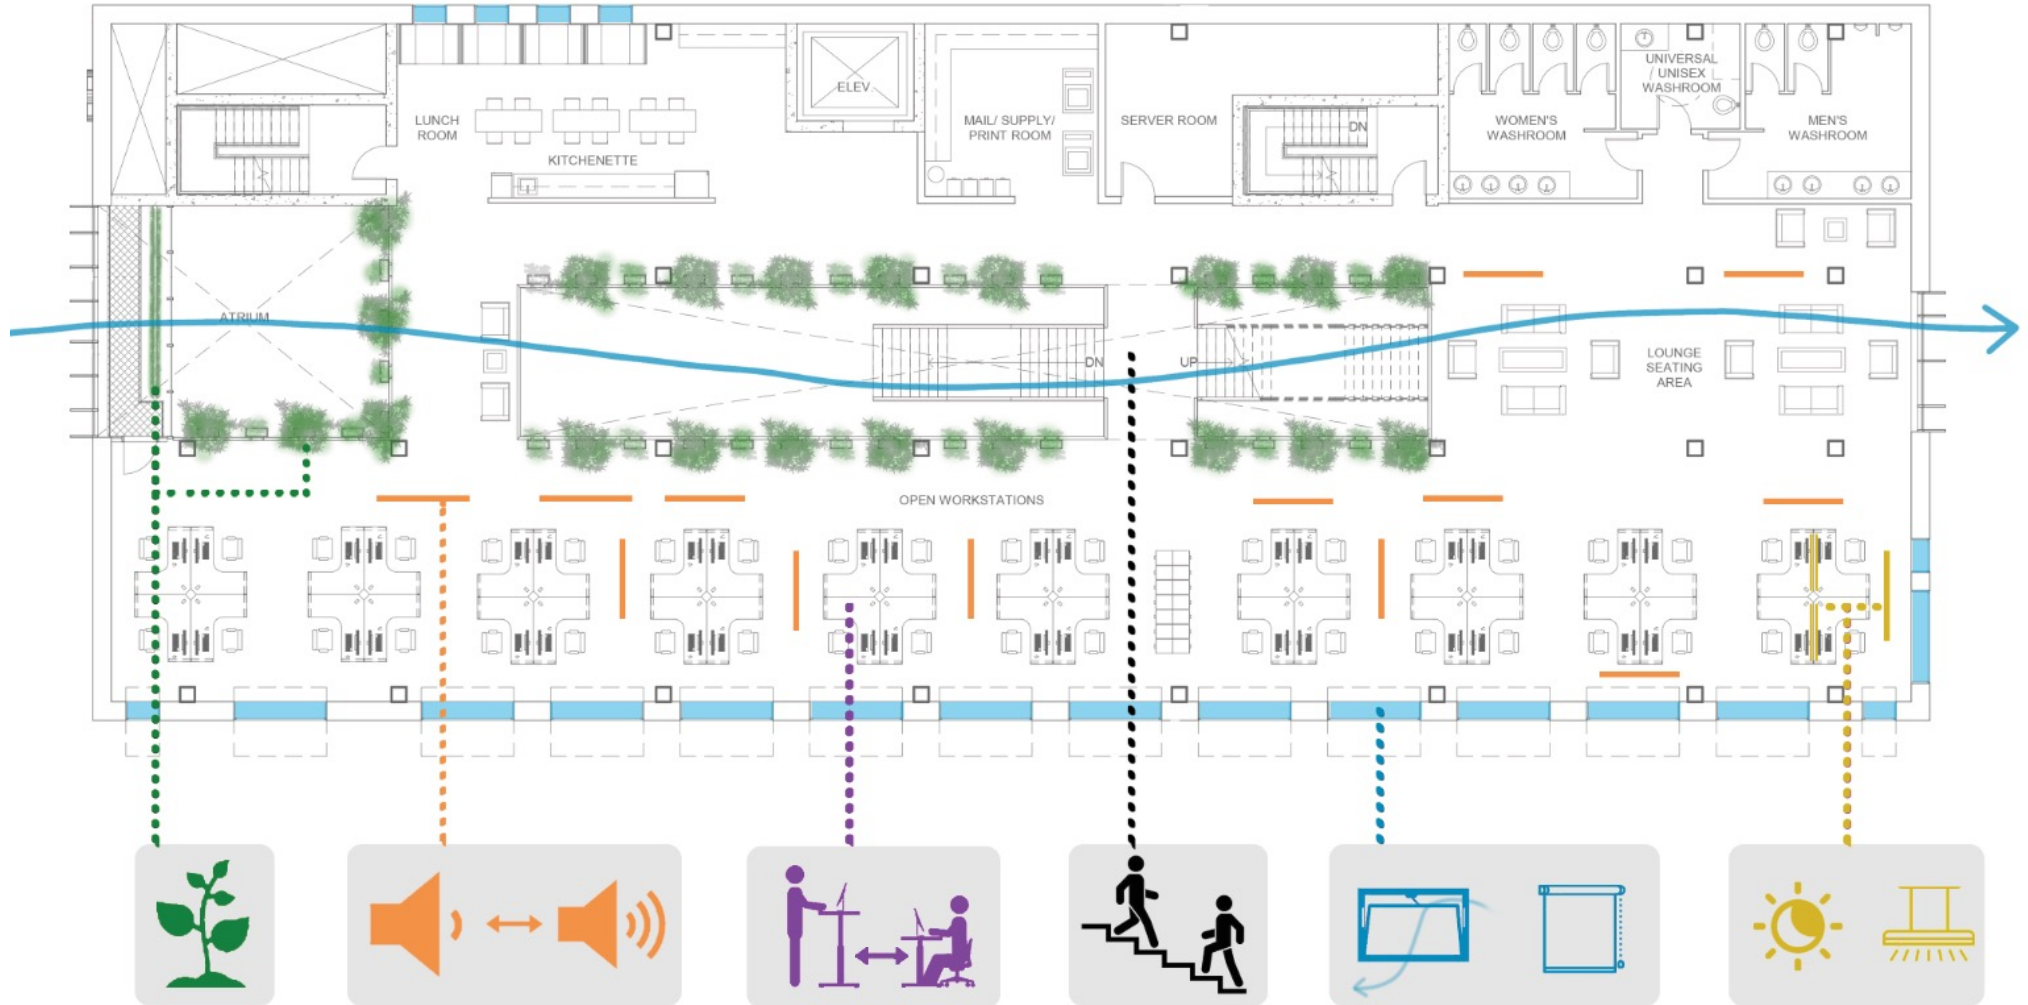 ELEV.
LUNCH
ROOM
KITCHENETTE
MAIL/ SUPPLY/
PRINT ROOM
SERVER ROOM
DN
WOMEN'S
WASHROOM
UNIVERSAL
UNISEX
WASHROOM
MEN'S
WASHROOM
ATRIUM
DN
UP
LOUNGE
SEATING
AREA
OPEN WORKSTATIONS